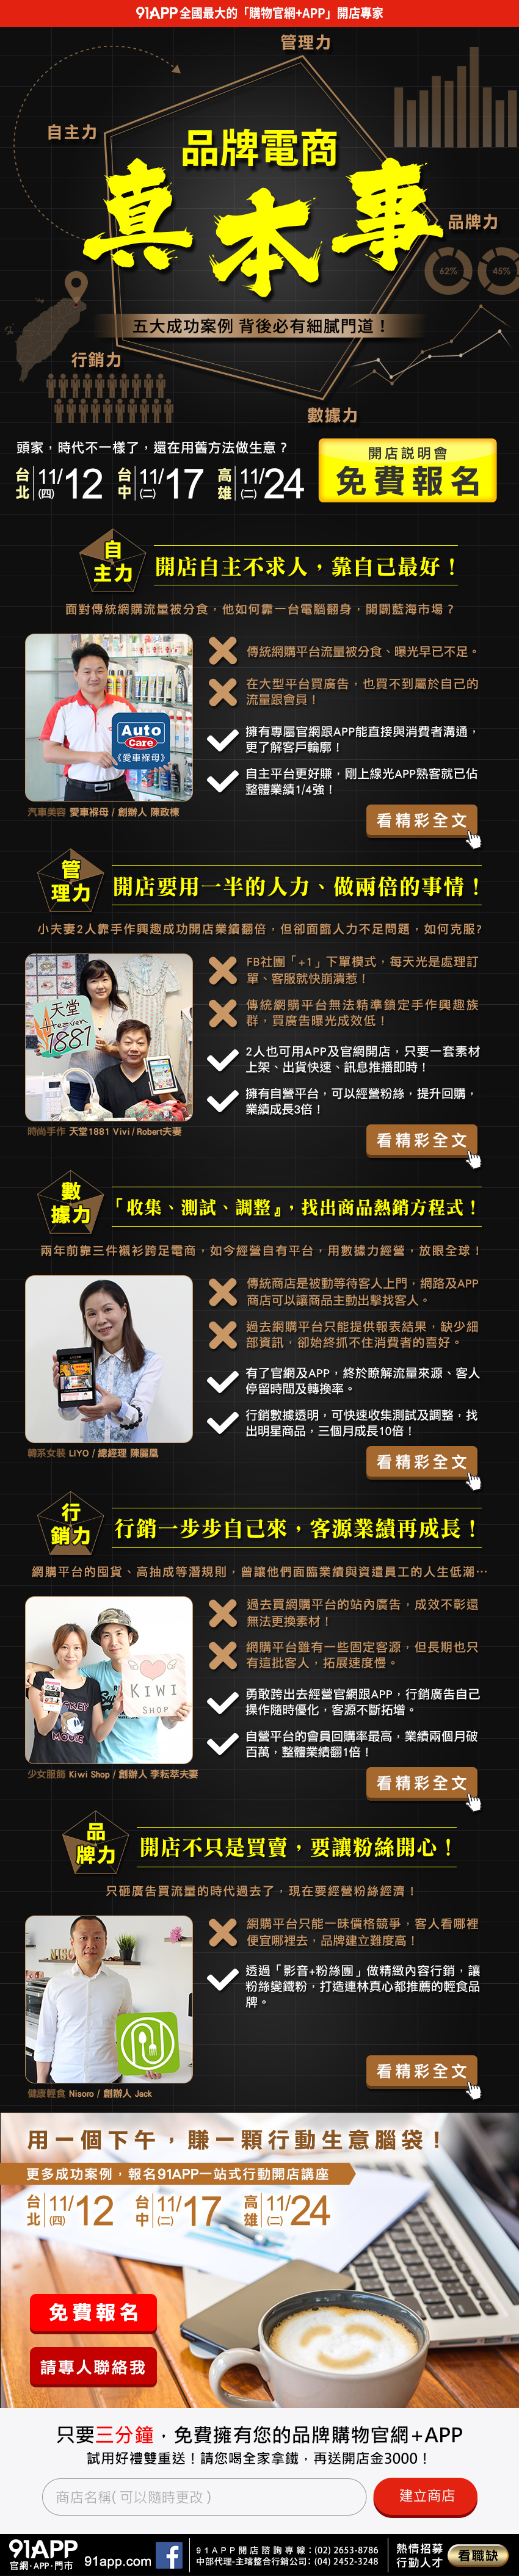 91APP 全國最大的「購物官網+APP」開店專家
管理力
自主力
品牌電商
真本事
品牌力
62%
45%
五大成功案例 背後必有細膩門道！
行銷力
數據力
頭家，時代不一樣了，還在用舊方法做生意？
台北 11/12 (四)
台中 11/17 (二)
高雄 11/24 (二)
開店說明會
免費報名
自主力
開店自主不求人，靠自己最好！
面對傳統網購流量被分食，他如何靠一台電腦翻身，開闢藍海市場？
傳統網購平台流量被分食、曝光早已不足。
在大型平台買廣告，也買不到屬於自己的
流量跟會員！
擁有專屬官網跟APP能直接與消費者溝通，
更了解客戶輪廓！
自主平台更好賺，剛上線光APP熟客就已佔
整體業績1/4強！
Auto
Care
《愛車褓母》
汽車美容 愛車褓母 / 創辦人 陳政棟
看精彩全文
管理力
開店要用一半的人力、做兩倍的事情！
小夫妻2人靠手作興趣成功開店業績翻倍，但卻面臨人力不足問題，如何克服?
FB社團「+1」下單模式，每天光是處理訂
單、客服就快崩潰惹！
傳統網購平台無法精準鎖定手作興趣族
群，買廣告曝光成效低！
2人也可用APP及官網開店，只要一套素材
上架、出貨快速、訊息推播即時！
擁有自營平台，可以經營粉絲，提升回購，
業績成長3倍！
天堂
Heaven
1881
時尚手作 天堂1881 Vivi / Robert夫妻
看精彩全文
數據力
「收集、測試、調整』，找出商品熱銷方程式！
兩年前靠三件襯衫跨足電商，如今經營自有平台，用數據力經營，放眼全球！
傳統商店是被動等待客人上門，網路及APP
商店可以讓商品主動出擊找客人。
過去網購平台只能提供報表結果，缺少細
部資訊，卻始終抓不住消費者的喜好。
有了官網及APP，終於瞭解流量來源、客人
停留時間及轉換率。
行銷數據透明，可快速收集測試及調整，找
出明星商品，三個月成長10倍！
韓系女裝 LIYO / 總經理 陳麗鳳
看精彩全文
行銷力
行銷一步步自己來，客源業績再成長！
網購平台的囤貨、高抽成等潛規則，曾讓他們面臨業績與資遣員工的人生低潮…
過去買網購平台的站內廣告，成效不彰還
無法更換素材！
網購平台雖有一些固定客源，但長期也只
有這批客人，拓展速度慢。
勇敢跨出去經營官網跟APP，行銷廣告自己
操作隨時優化，客源不斷拓增。
自營平台的會員回購率最高，業績兩個月破
百萬，整體業績翻1倍！
KIWI
SHOP
少女服飾 Kiwi Shop / 創辦人 李耘萃夫妻
看精彩全文
品牌力
開店不只是買賣，要讓粉絲開心！
只砸廣告買流量的時代過去了，現在要經營粉絲經濟！
網購平台只能一昧價格競爭，客人看哪裡
便宜哪裡去，品牌建立難度高！
透過「影音+粉絲團」做精緻內容行銷，讓
粉絲變鐵粉，打造連林真心都推薦的輕食品
牌。
健康輕食 Nisoro / 創辦人 Jack
看精彩全文
用一個下午，賺一顆行動生意腦袋！
更多成功案例，報名91APP一站式行動開店講座
台北 11/12 (四)
台中 11/17 (二)
高雄 11/24 (二)
免費報名
請專人聯絡我
只要三分鐘，免費擁有您的品牌購物官網+APP
試用好禮雙重送！請您喝全家拿鐵，再送開店金3000！
商店名稱( 可以隨時更改 )
建立商店
91APP
官網·APP·門市
91app.com
91APP開店諮詢專線：(02) 2653-8786
中部代理-主壻整合行銷公司：(04) 2452-3248
熱情招募
行動人才
看職缺